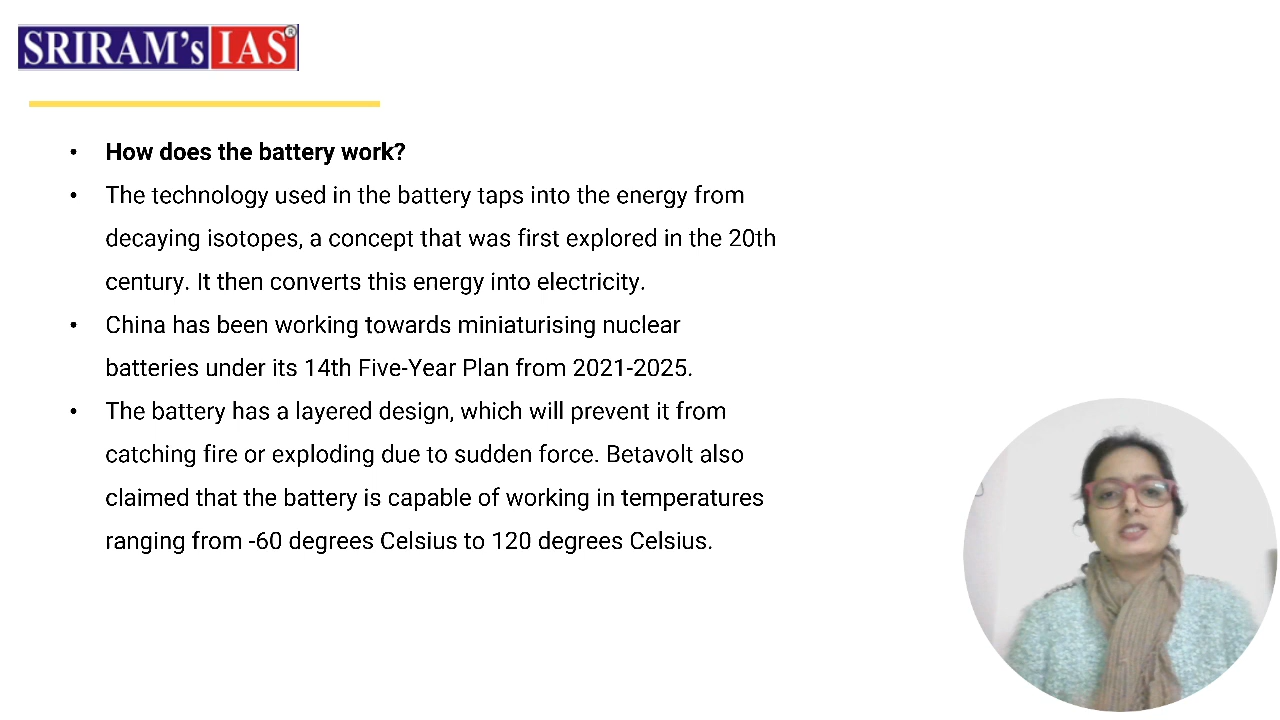 SRIRAM's IAS®
• How does the battery work?
• The technology used in the battery taps into the energy from
decaying isotopes, a concept that was first explored in the 20th
century. It then converts this energy into electricity.
• China has been working towards miniaturising nuclear
batteries under its 14th Five-Year Plan from 2021-2025.
• The battery has a layered design, which will prevent it from
catching fire or exploding due to sudden force. Betavolt also
claimed that the battery is capable of working in temperatures
ranging from -60 degrees Celsius to 120 degrees Celsius.